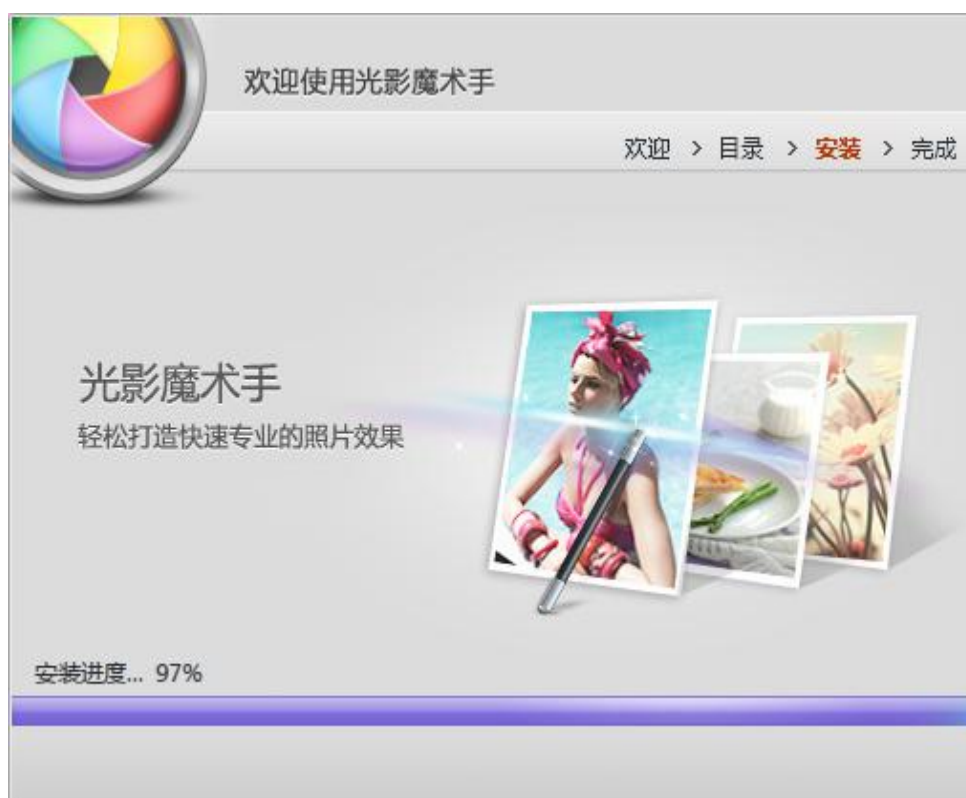 欢迎使用光影魔术手
欢迎 > 目录 > 安装 > 完成
光影魔术手
轻松打造快速专业的照片效果
安装进度... 97%